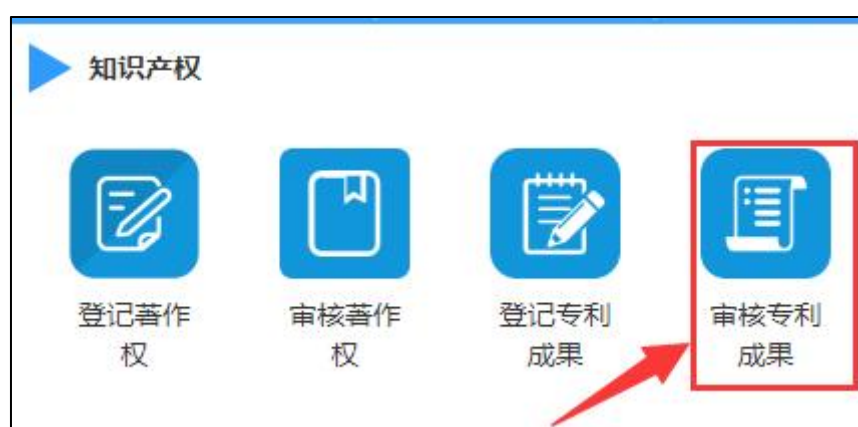 知识产权
登记著作
权
审核著作
权
登记专利
成果
审核专利
成果